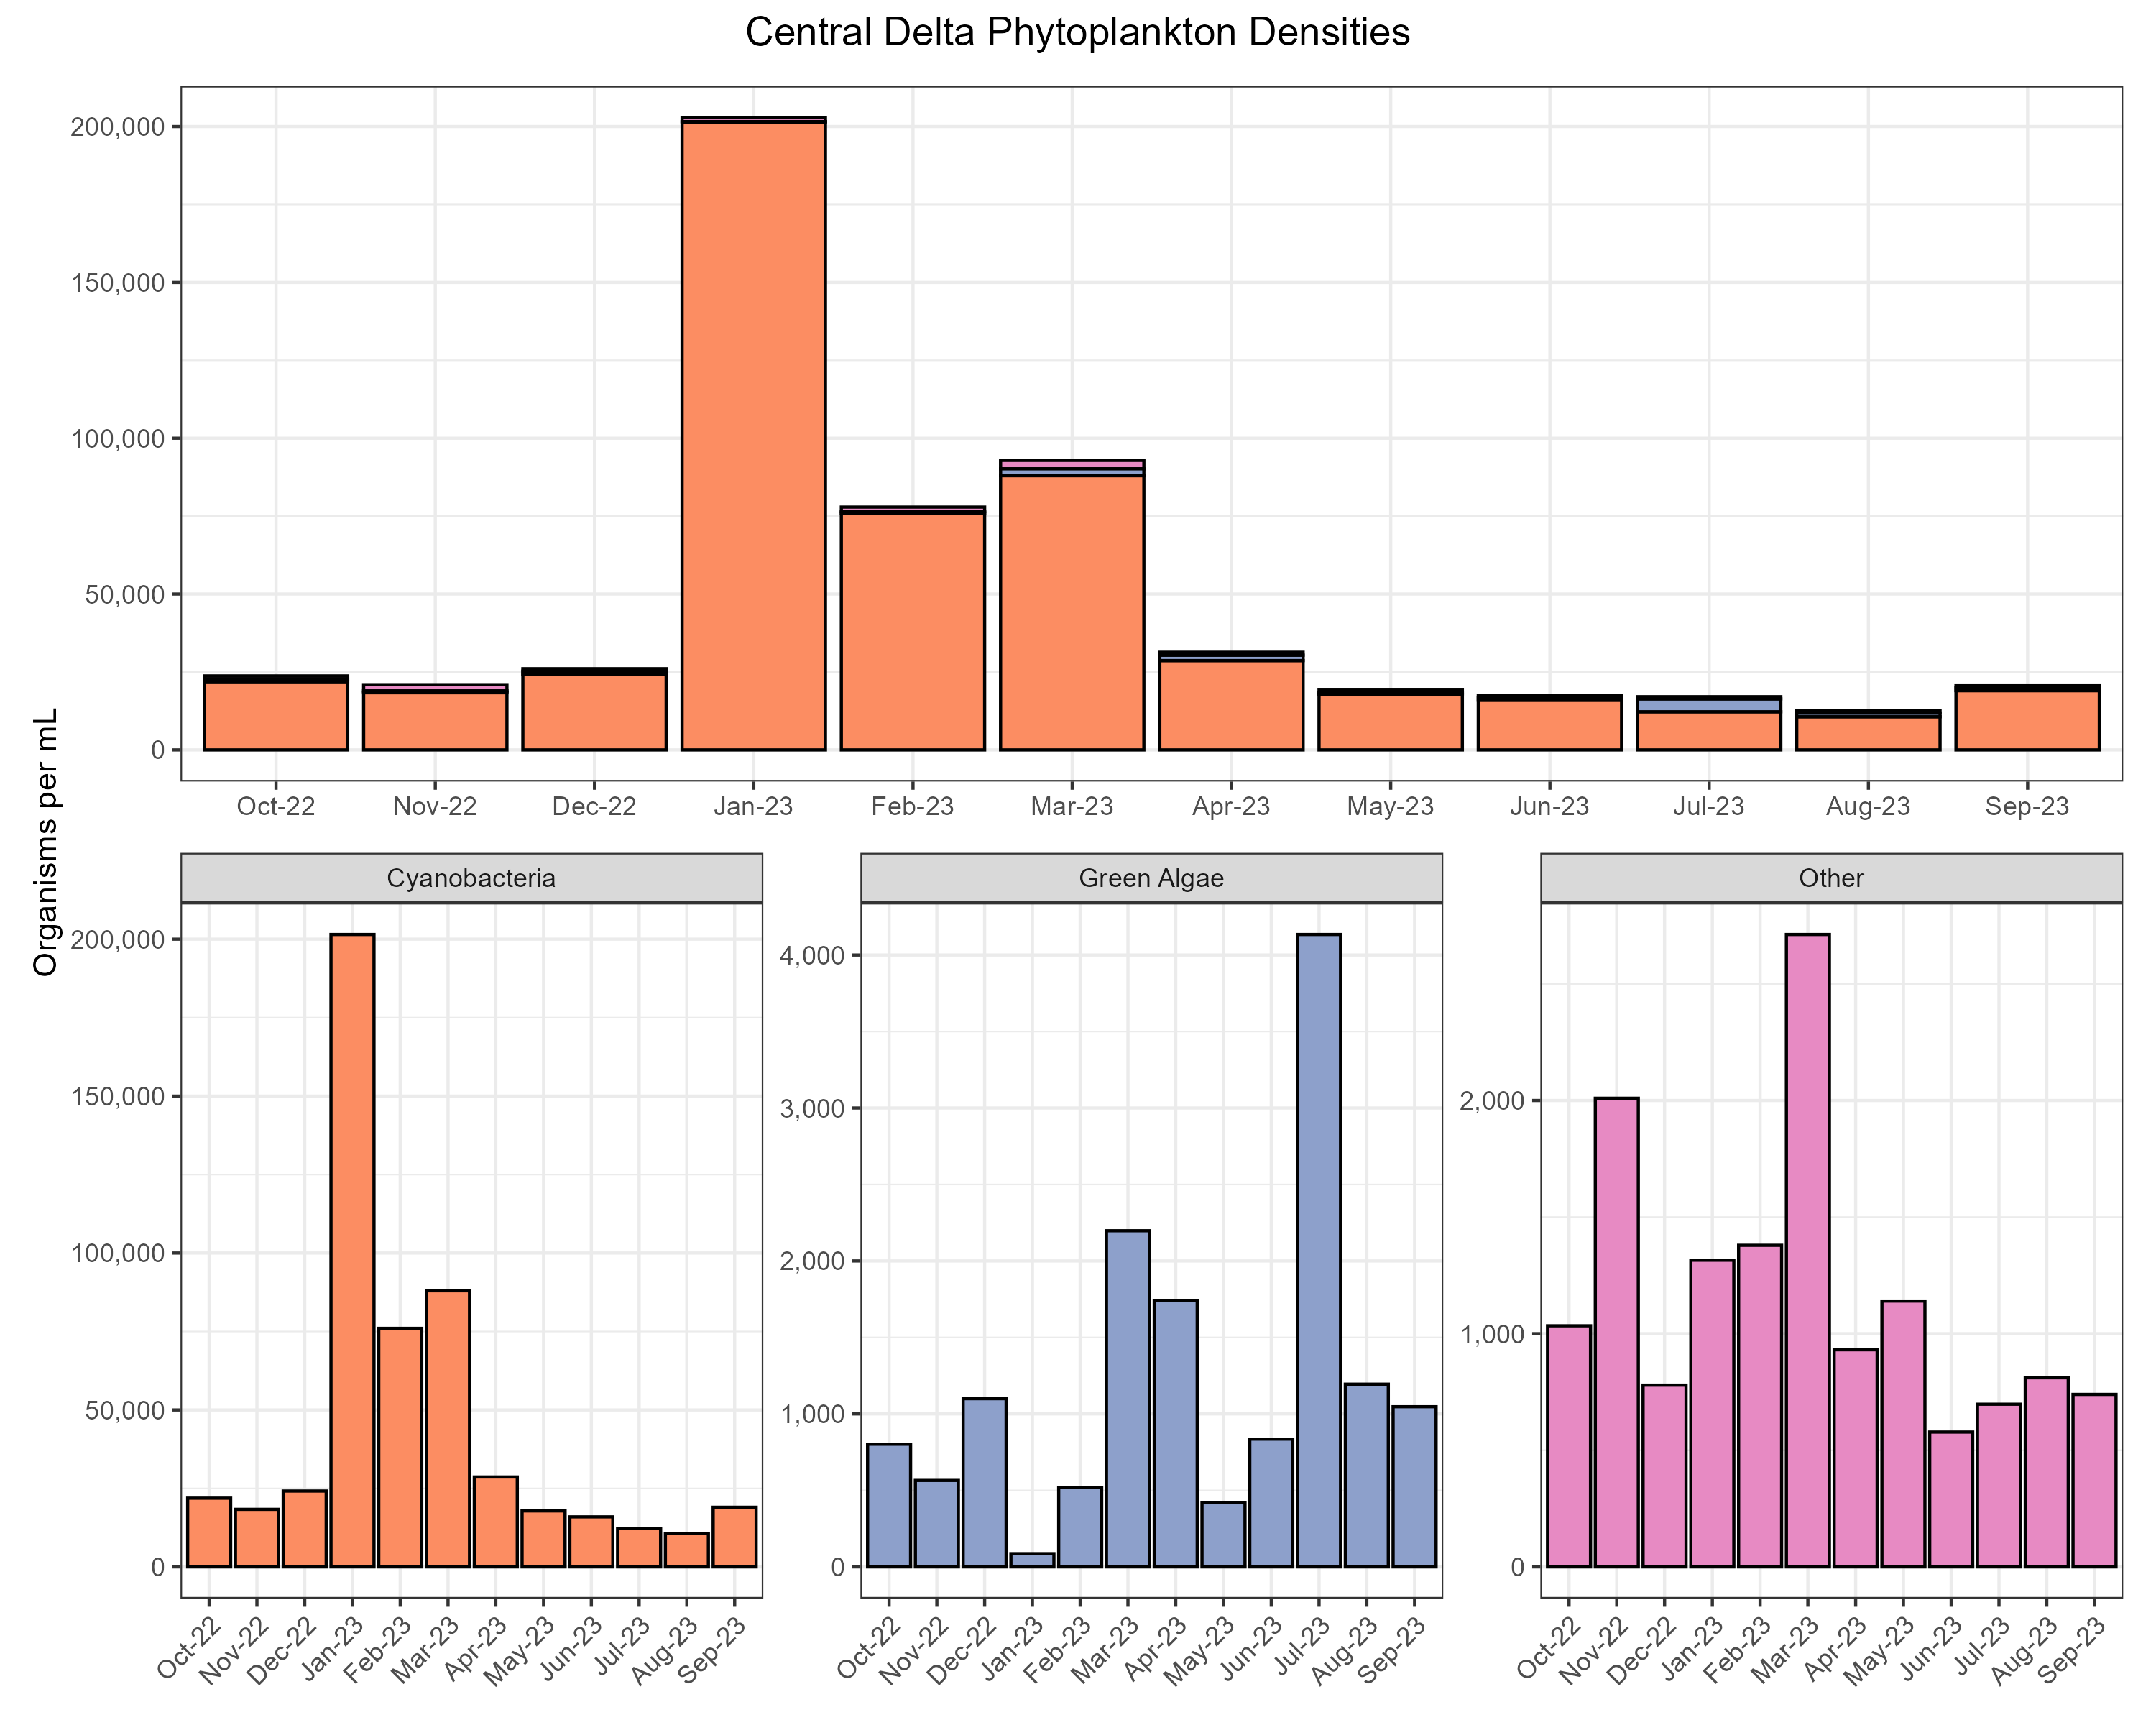 Central Delta Phytoplankton Densities
Organisms per mL
200,000
150,000
100,000
50,000
0
Oct-22 Nov-22 Dec-22 Jan-23 Feb-23 Mar-23 Apr-23 May-23 Jun-23 Jul-23 Aug-23 Sep-23
Cyanobacteria
200,000
150,000
100,000
50,000
0
Oct-22 Nov-22 Dec-22 Jan-23 Feb-23 Mar-23 Apr-23 May-23 Jun-23 Jul-23 Aug-23 Sep-23
Green Algae
4,000
3,000
2,000
1,000
0
Oct-22 Nov-22 Dec-22 Jan-23 Feb-23 Mar-23 Apr-23 May-23 Jun-23 Jul-23 Aug-23 Sep-23
Other
2,000
1,000
0
Oct-22 Nov-22 Dec-22 Jan-23 Feb-23 Mar-23 Apr-23 May-23 Jun-23 Jul-23 Aug-23 Sep-23